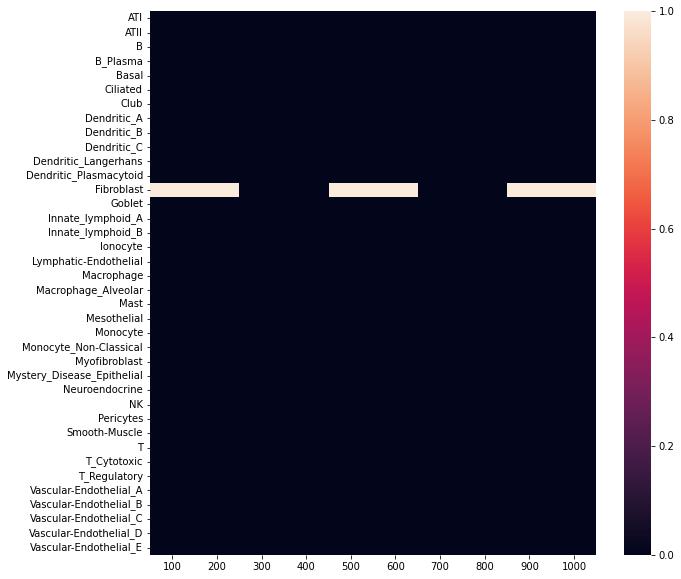 ATI
ATII
B
B_Plasma
Basal
Ciliated
Club
Dendritic_A
Dendritic_B
Dendritic_C
Dendritic_Langerhans
Dendritic_Plasmacytoid
Fibroblast
Goblet
Innate_lymphoid_A
Innate_lymphoid_B
Ionocyte
Lymphatic-Endothelial
Macrophage
Macrophage_Alveolar
Mast
Mesothelial
Monocyte
Monocyte_Non-Classical
Myofibroblast
Mystery_Disease_Epithelial
Neuroendocrine
NK
Pericytes
Smooth-Muscle
T
T_Cytotoxic
T_Regulatory
Vascular-Endothelial_A
Vascular-Endothelial_B
Vascular-Endothelial_C
Vascular-Endothelial_D
Vascular-Endothelial_E
100 200 300 400 500 600 700 800 900 1000
1.0
0.8
0.6
0.4
0.2
0.0